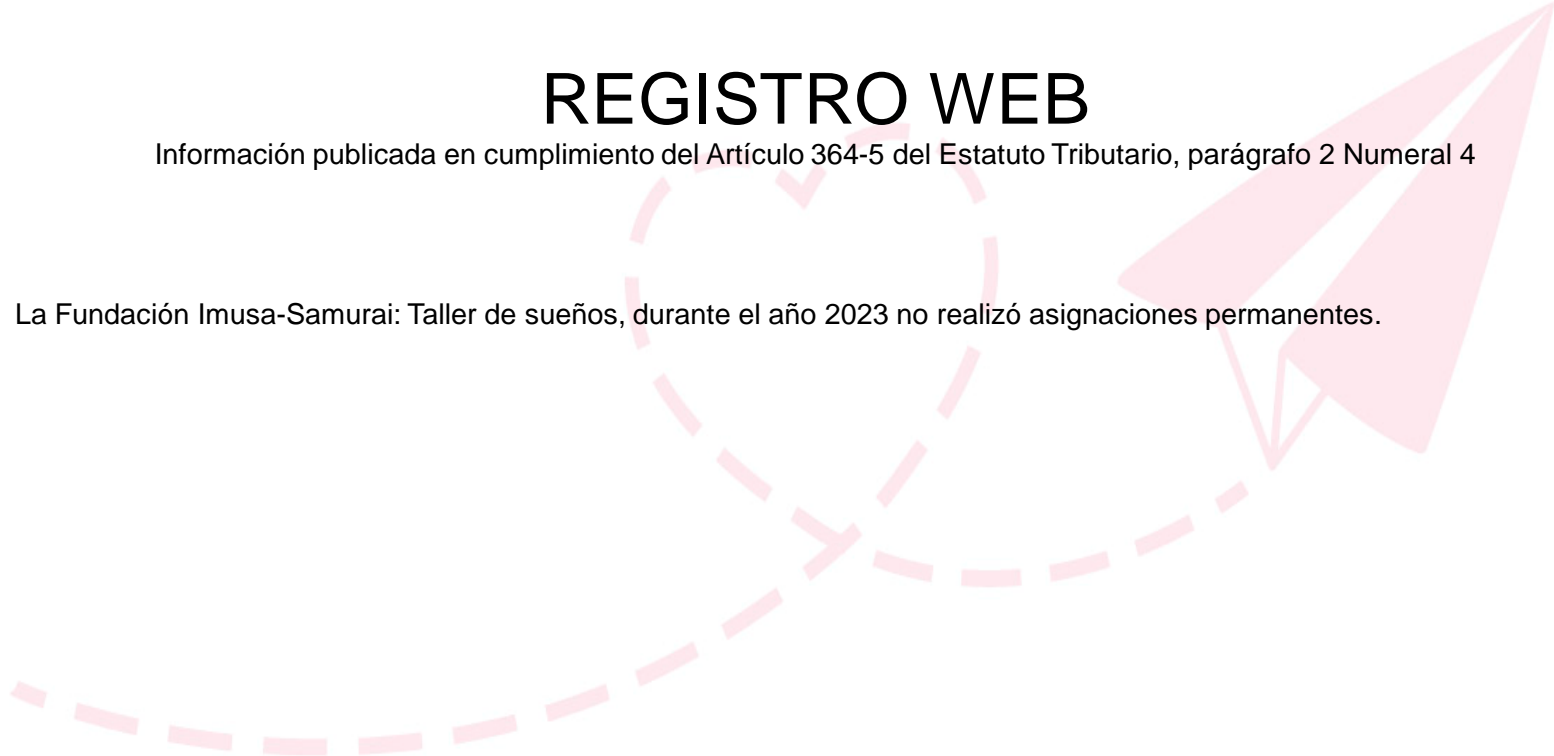 REGISTRO WEB
Información publicada en cumplimiento del Artículo 364-5 del Estatuto Tributario, parágrafo 2 Numeral 4
La Fundación Imusa-Samurai: Taller de sueños, durante el año 2023 no realizó asignaciones permanentes.